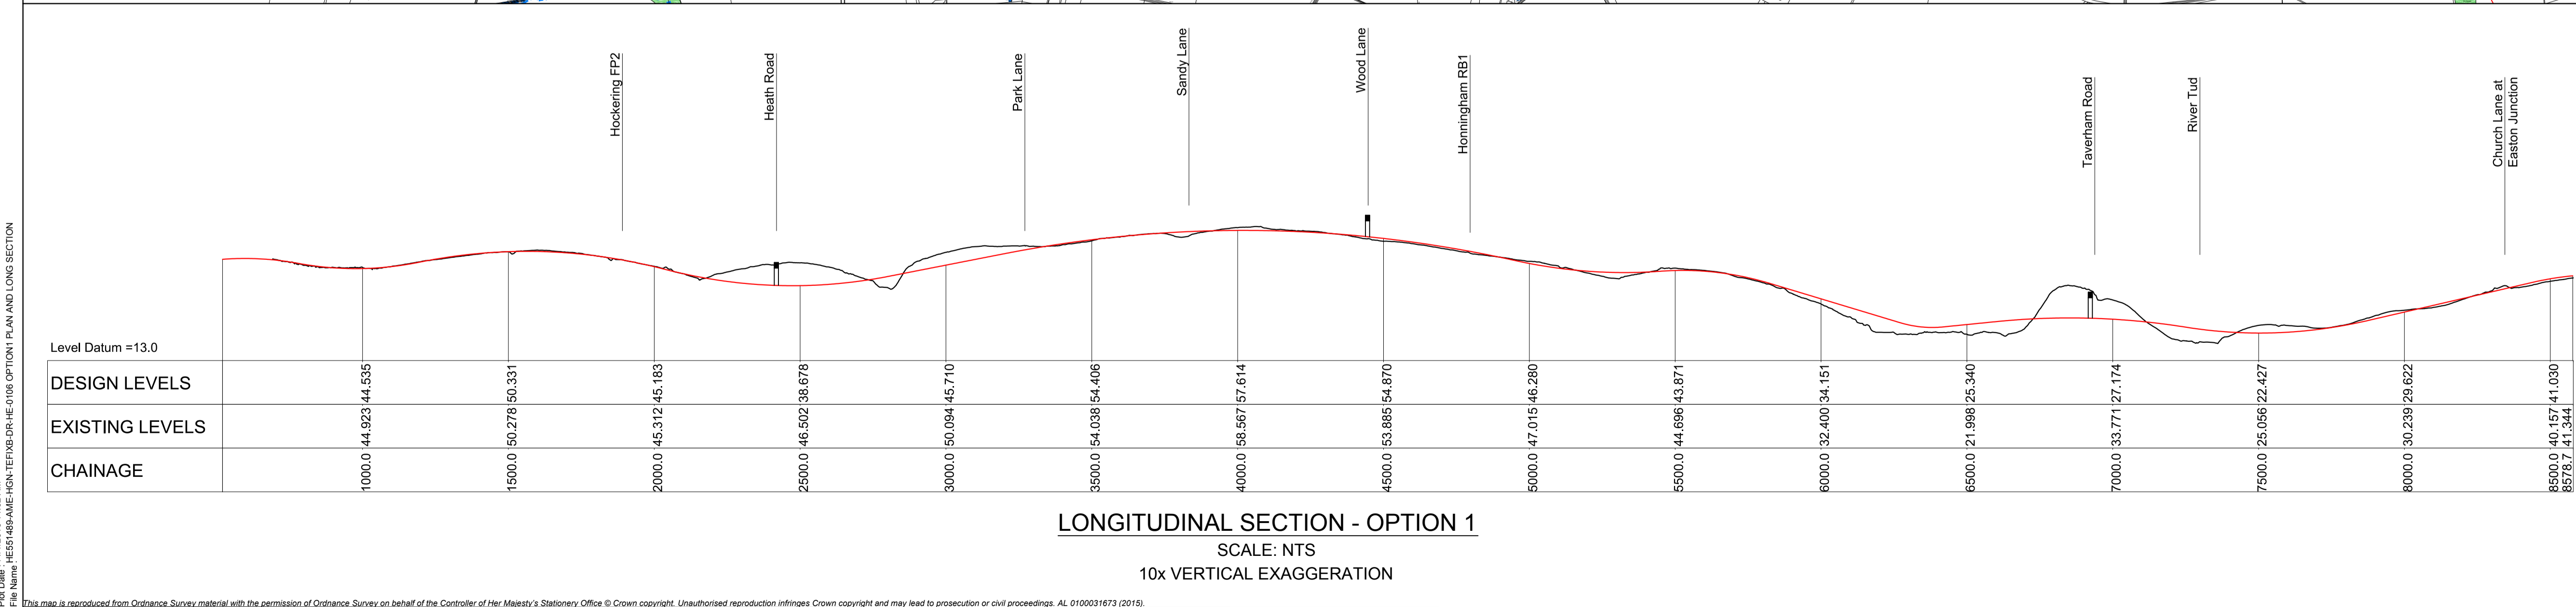 Hockering FP2
Heath Road
Park Lane
Sandy Lane
Wood Lane
Honningham RB1
Taverham Road
River Tud
Church Lane at
Easton Junction
Level Datum =13.0
DESIGN LEVELS
44.535
50.331
45.183
38.678
45.710
54.406
57.614
54.870
46.280
43.871
34.151
25.340
27.174
22.427
29.622
41.030
EXISTING LEVELS
44.923
50.278
45.312
46.502
50.094
54.038
58.567
53.885
47.015
44.696
32.400
21.998
33.771
25.056
30.239
40.157
41.344
CHAINAGE
1000.0
1500.0
2000.0
2500.0
3000.0
3500.0
4000.0
4500.0
5000.0
5500.0
6000.0
6500.0
7000.0
7500.0
8000.0
8500.0
8578.7
LONGITUDINAL SECTION - OPTION 1
SCALE: NTS
10x VERTICAL EXAGGERATION
Plot Date :
File Name : HE551489-AME-HGN-TEFIXB-DR-HE-0106 OPTION1 PLAN AND LONG SECTION
This map is reproduced from Ordnance Survey material with the permission of Ordnance Survey on behalf of the Controller of Her Majesty's Stationery Office © Crown copyright. Unauthorised reproduction infringes Crown copyright and may lead to prosecution or civil proceedings. AL 0100031673 (2015).